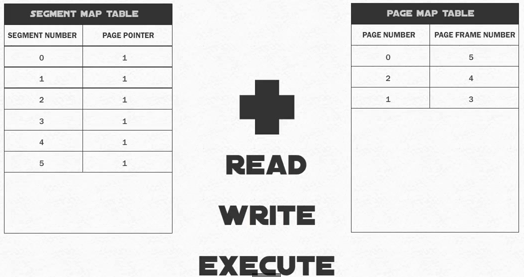 SEGMENT MAP TABLE
SEGMENT NUMBER PAGE POINTER
0 1
1 1
2 1
3 1
4 1
5 1
READ
WRITE
EXECUTE
PAGE MAP TABLE
PAGE NUMBER PAGE FRAME NUMBER
0 5
2 4
1 3